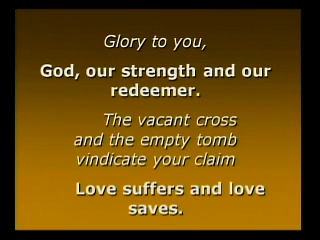 Glory to you,
God, our strength and our
redeemer.
The vacant cross
and the empty tomb
vindicate your claim
Love suffers and love
saves.